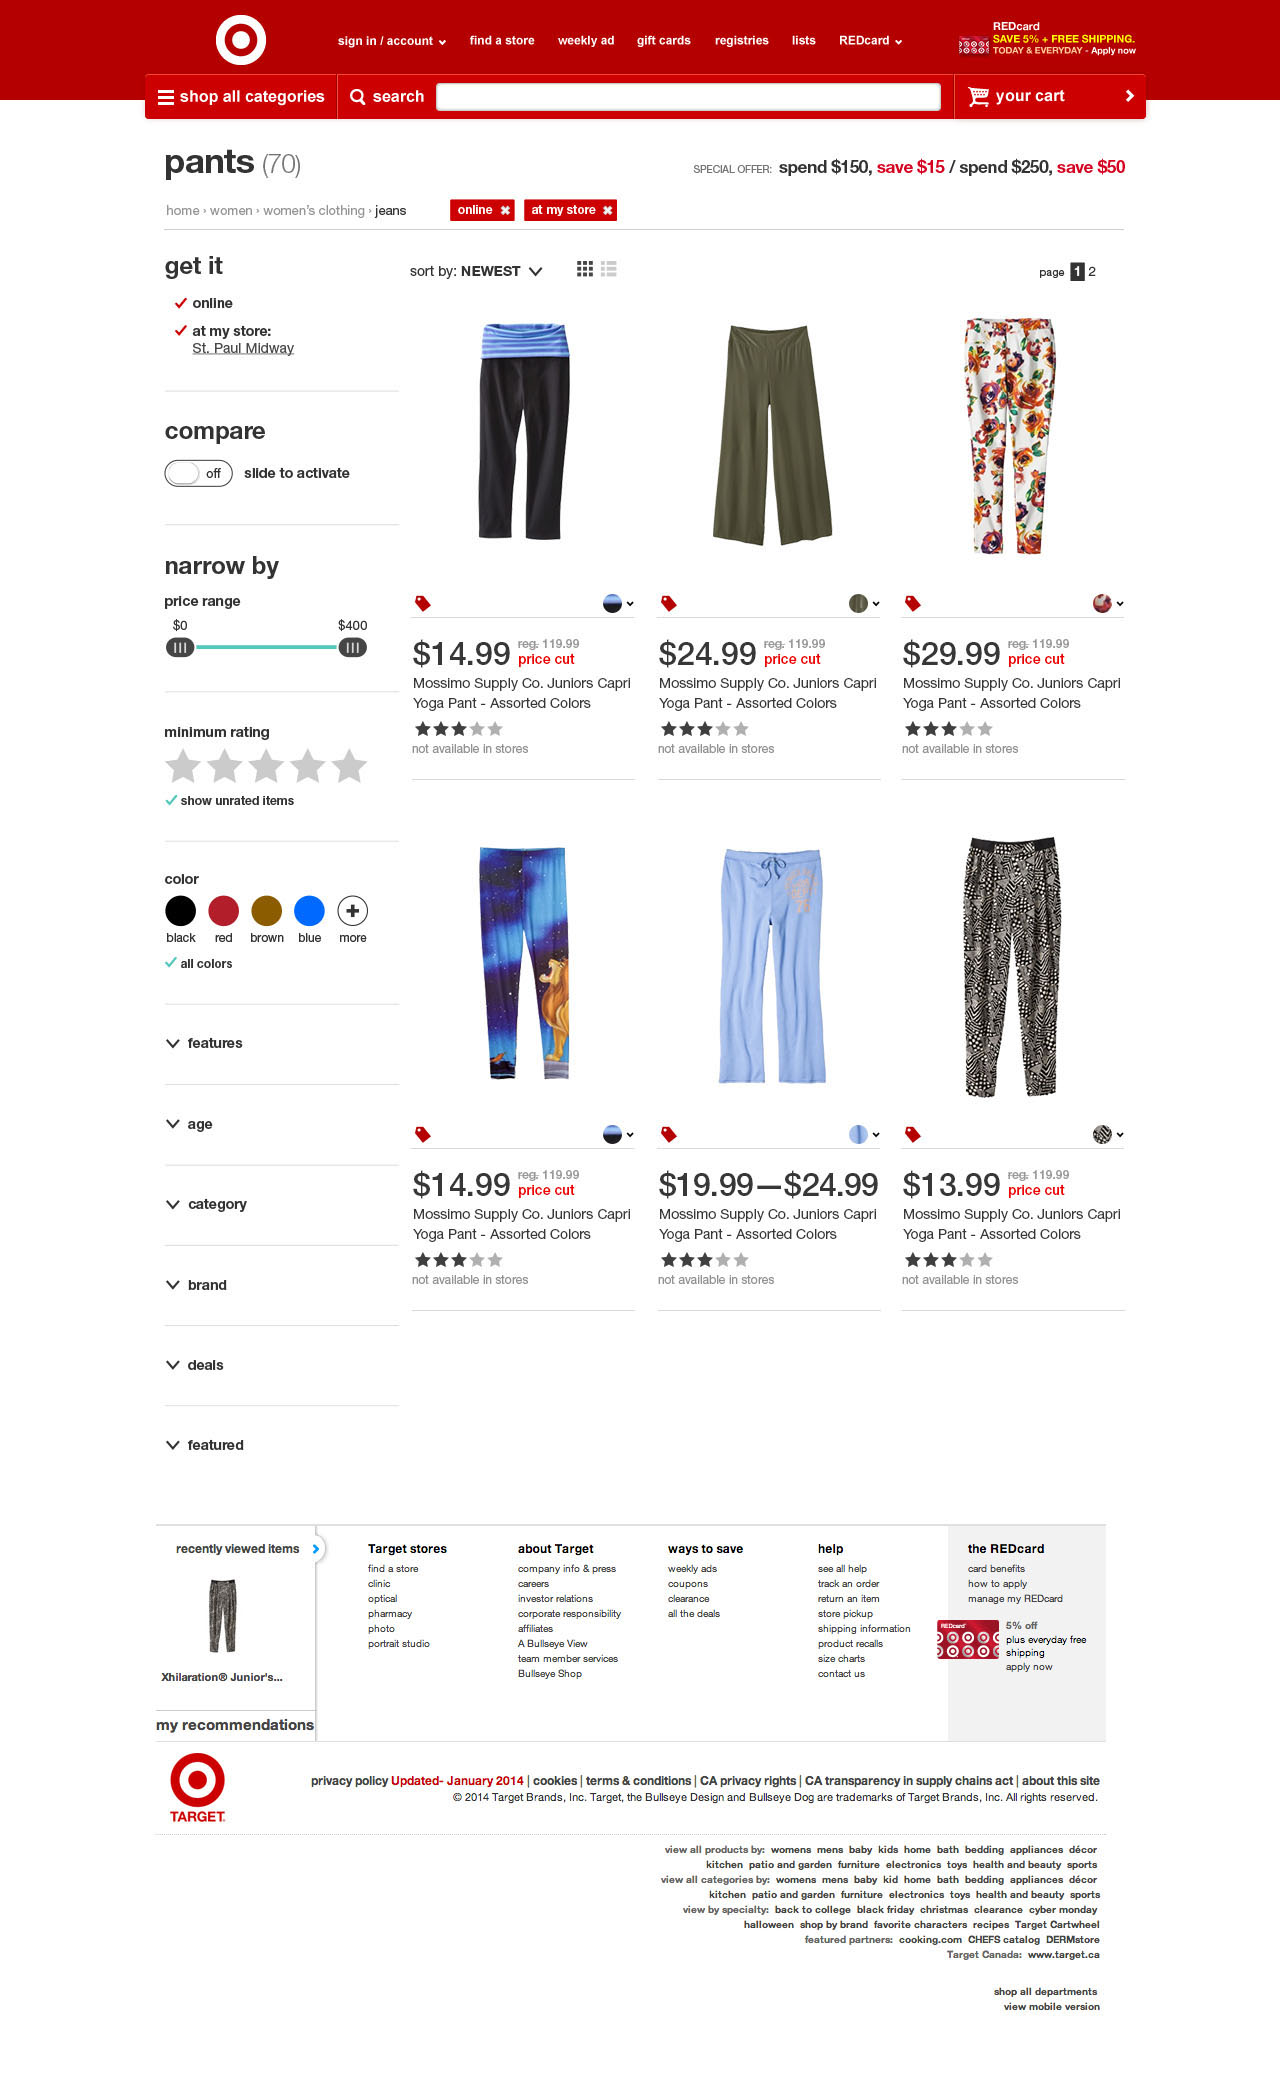 sign in / account find a store weekly ad gift cards registries lists REDcard
REDcard
SAVE 5% + FREE SHIPPING.
TODAY & EVERYDAY - Apply now
shop all categories search your cart
pants (70)
SPECIAL OFFER: spend $150, save $15 / spend $250, save $50
home › women › women's clothing › jeans online ✖ at my store ✖
get it
online
at my store:
St. Paul Midway
compare
off slide to activate
narrow by
price range
$0 $400
minimum rating
show unrated items
color
black red brown blue more
all colors
features
age
category
brand
deals
featured
sort by: NEWEST
page 1 2
$14.99 reg. 119.99
price cut
Mossimo Supply Co. Juniors Capri
Yoga Pant - Assorted Colors
not available in stores
$24.99 reg. 119.99
price cut
Mossimo Supply Co. Juniors Capri
Yoga Pant - Assorted Colors
not available in stores
$29.99 reg. 119.99
price cut
Mossimo Supply Co. Juniors Capri
Yoga Pant - Assorted Colors
not available in stores
$14.99 reg. 119.99
price cut
Mossimo Supply Co. Juniors Capri
Yoga Pant - Assorted Colors
not available in stores
$19.99—$24.99
Mossimo Supply Co. Juniors Capri
Yoga Pant - Assorted Colors
not available in stores
$13.99 reg. 119.99
price cut
Mossimo Supply Co. Juniors Capri
Yoga Pant - Assorted Colors
not available in stores
recently viewed items
Xhilaration® Junior's...
my recommendations
Target stores
find a store
clinic
optical
pharmacy
photo
portrait studio
about Target
company info & press
careers
investor relations
corporate responsibility
affiliates
A Bullseye View
team member services
Bullseye Shop
ways to save
weekly ads
coupons
clearance
all the deals
help
see all help
track an order
return an item
store pickup
shipping information
product recalls
size charts
contact us
the REDcard
card benefits
how to apply
manage my REDcard
REDcard
5% off
plus everyday free
shipping
apply now
TARGET
privacy policy Updated- January 2014 | cookies | terms & conditions | CA privacy rights | CA transparency in supply chains act | about this site
© 2014 Target Brands, Inc. Target, the Bullseye Design and Bullseye Dog are trademarks of Target Brands, Inc. All rights reserved.
view all products by: womens mens baby kids home bath bedding appliances décor
kitchen patio and garden furniture electronics toys health and beauty sports
view all categories by: womens mens baby kid home bath bedding appliances décor
kitchen patio and garden furniture electronics toys health and beauty sports
view by specialty: back to college black friday christmas clearance cyber monday
halloween shop by brand favorite characters recipes Target Cartwheel
featured partners: cooking.com CHEFS catalog DERMstore
Target Canada: www.target.ca
shop all departments
view mobile version